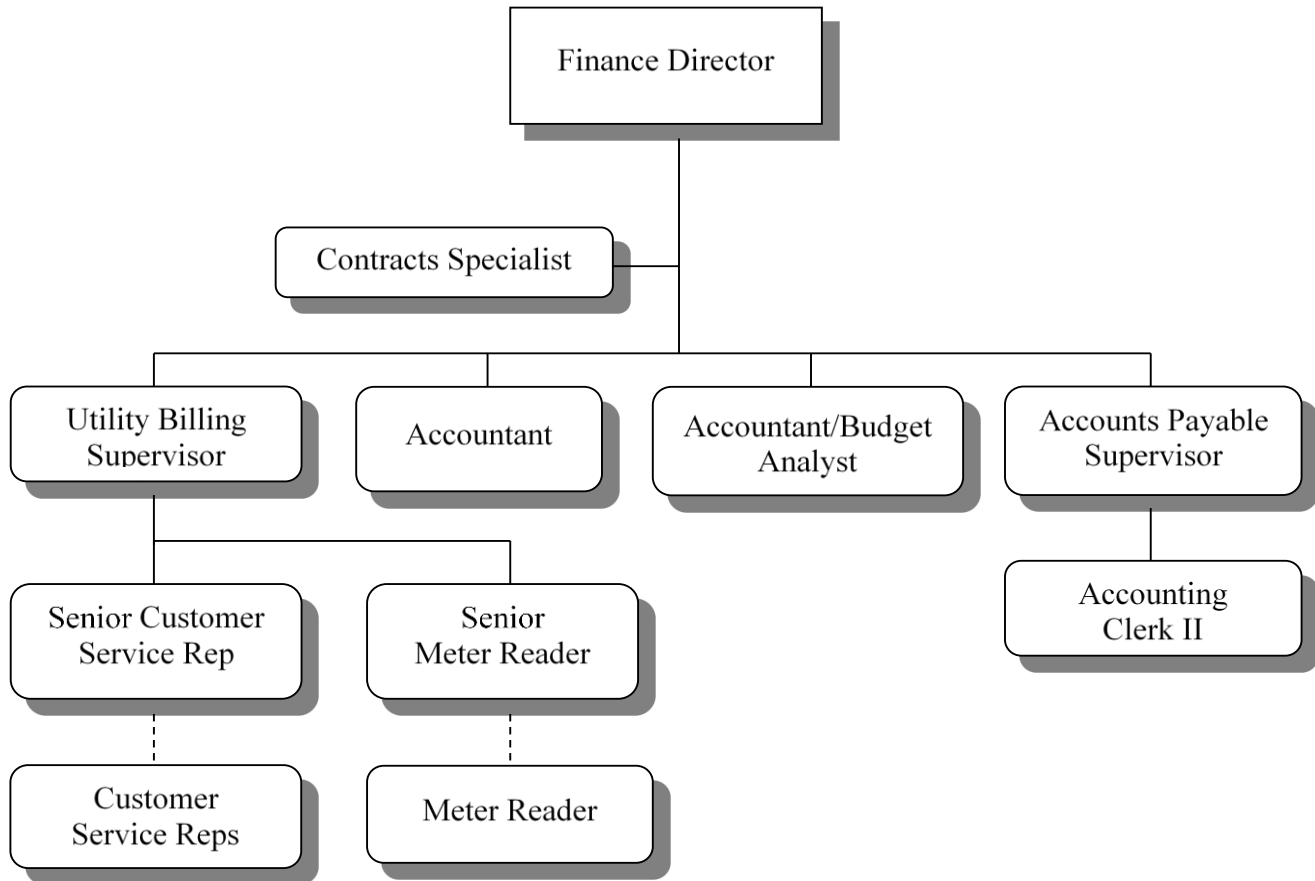 Finance Director
Contracts Specialist
Utility Billing
Supervisor
Accountant
Accountant/Budget
Analyst
Accounts Payable
Supervisor
Senior Customer
Service Rep
Senior
Meter Reader
Accounting
Clerk II
Customer
Service Reps
Meter Reader